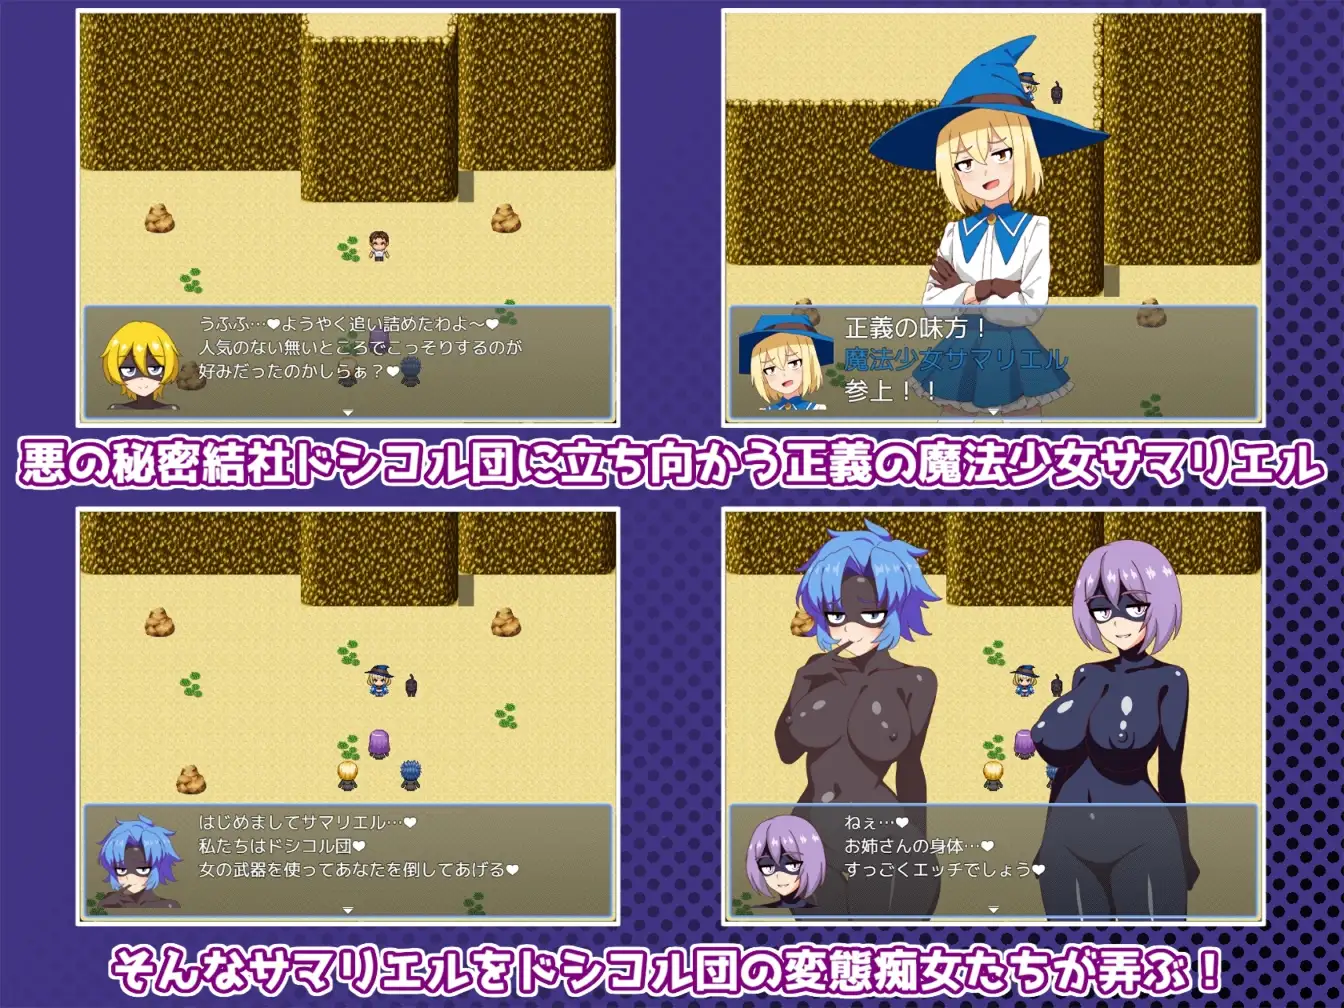 うふふ…♥ようやく追い詰めたわよ～♥
人気のない無いところでこっそりするのが
好みだったのかしらぁ？♥
正義の味方！
魔法少女サマリエル
参上！！
悪の秘密結社ドシコル団に立ち向かう正義の魔法少女サマリエル
はじめましてサマリエル…♥
私たちはドシコル団♥
女の武器を使ってあなたを倒してあげる♥
ねぇ…♥
お姉さんの身体…♥
すっごくエッチでしょう♥
そんなサマリエルをドシコル団の変態痴女たちが弄ぶ！